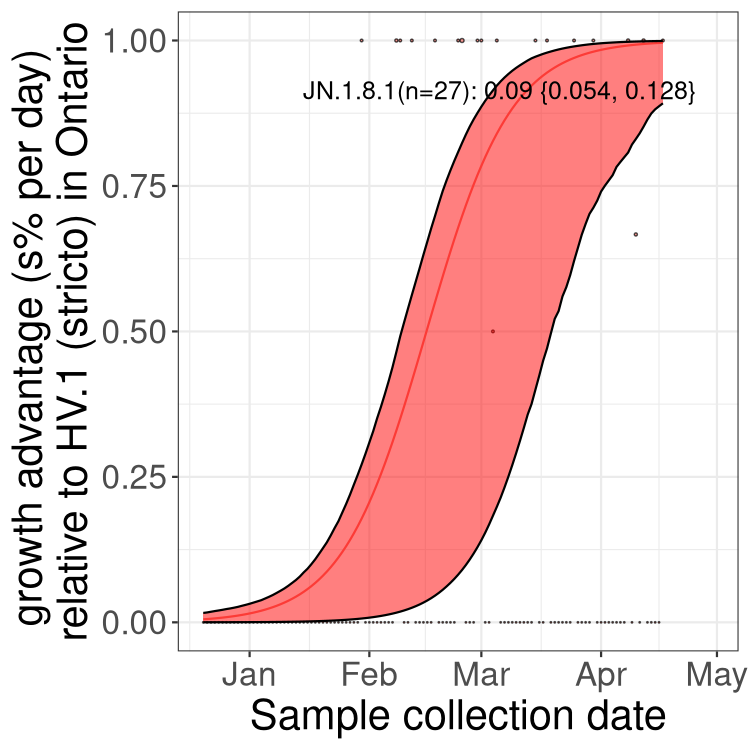 growth advantage (s% per day)
relative to HV.1 (stricto) in Ontario
1.00
0.75
0.50
0.25
0.00
JN.1.8.1(n=27): 0.09 {0.054, 0.128}
Jan Feb Mar Apr May
Sample collection date